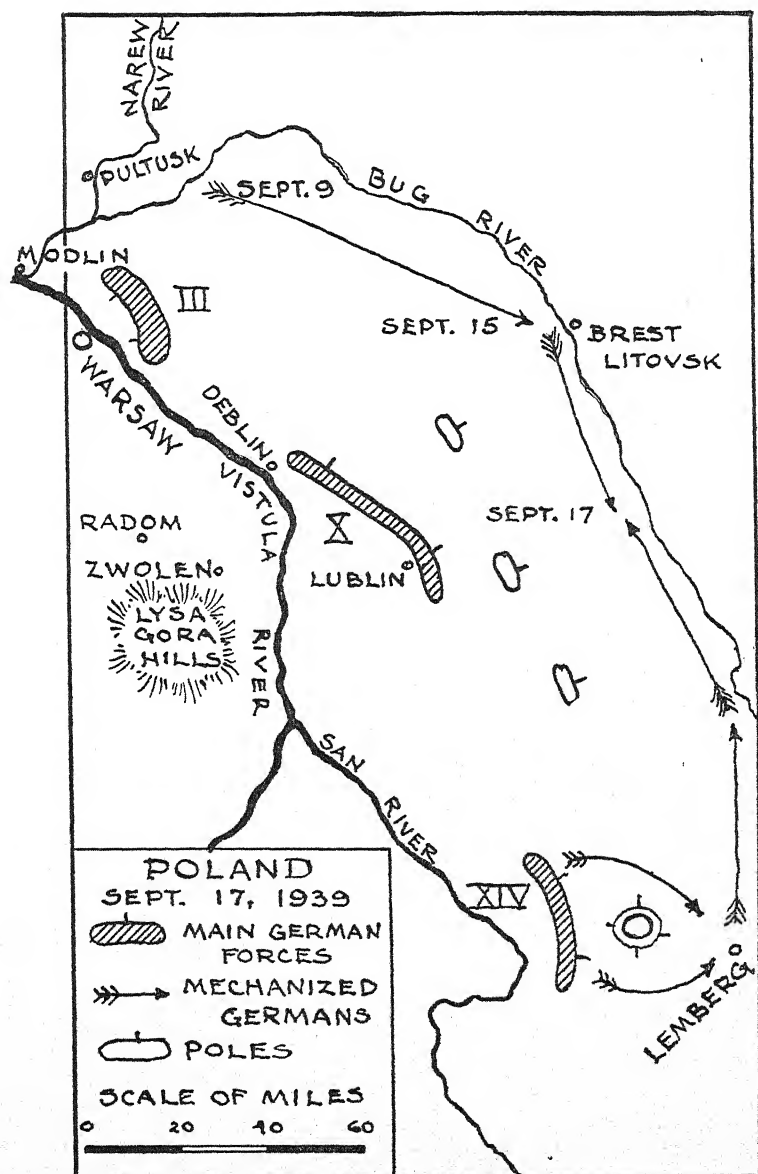 NAREW
RIVER
PULTUSK
SEPT. 9
BUG
RIVER
MODLIN
III
SEPT. 15
BREST
LITOVSK
WARSAW
DEBLIN
VISTULA
RIVER
SEPT. 17
RADOM
X
ZWOLEN
LUBLIN
LYSA
GORA
HILLS
SAN
RIVER
XIV
LEMBERG
POLAND
SEPT. 17, 1939
MAIN GERMAN
FORCES
MECHANIZED
GERMANS
POLES
SCALE OF MILES
0 20 40 60